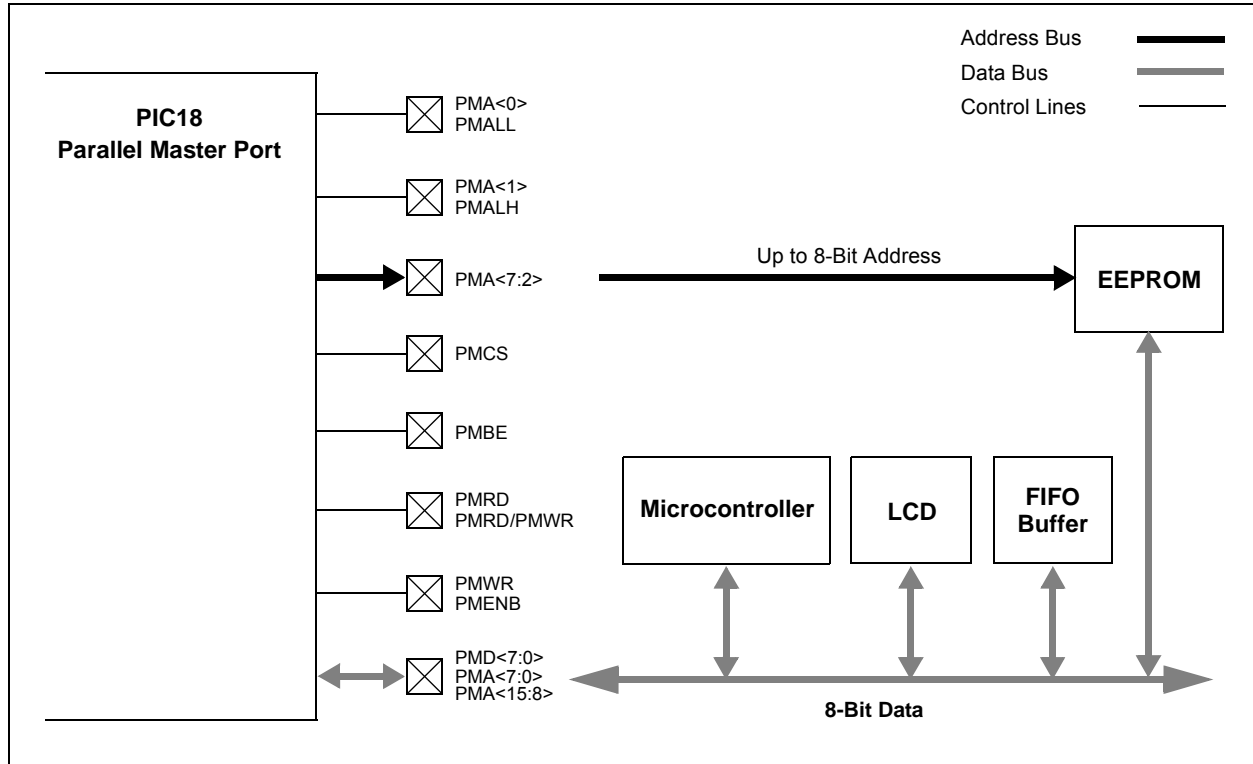 Address Bus
Data Bus
Control Lines
PIC18
Parallel Master Port
PMA<0>
PMALL
PMA<1>
PMALH
PMA<7:2>
Up to 8-Bit Address
EEPROM
PMCS
PMBE
PMRD
PMRD/PMWR
Microcontroller
LCD
FIFO
Buffer
PMWR
PMENB
PMD<7:0>
PMA<7:0>
PMA<15:8>
8-Bit Data